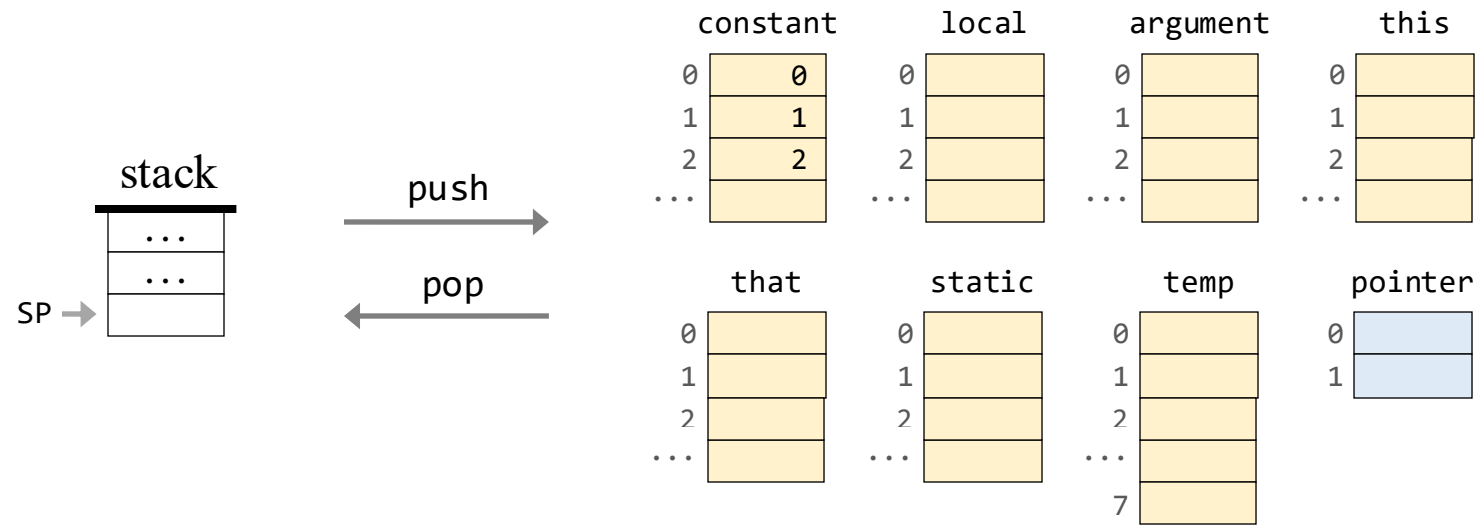 constant local argument this
0 0 0 0 0
1 1 1 1 1
2 2 2 2 2
... ... ... ...
stack
push
...
...
pop
SP
that static temp pointer
0 0 0 0
1 1 1 1
2 2 2
... ... ...
7